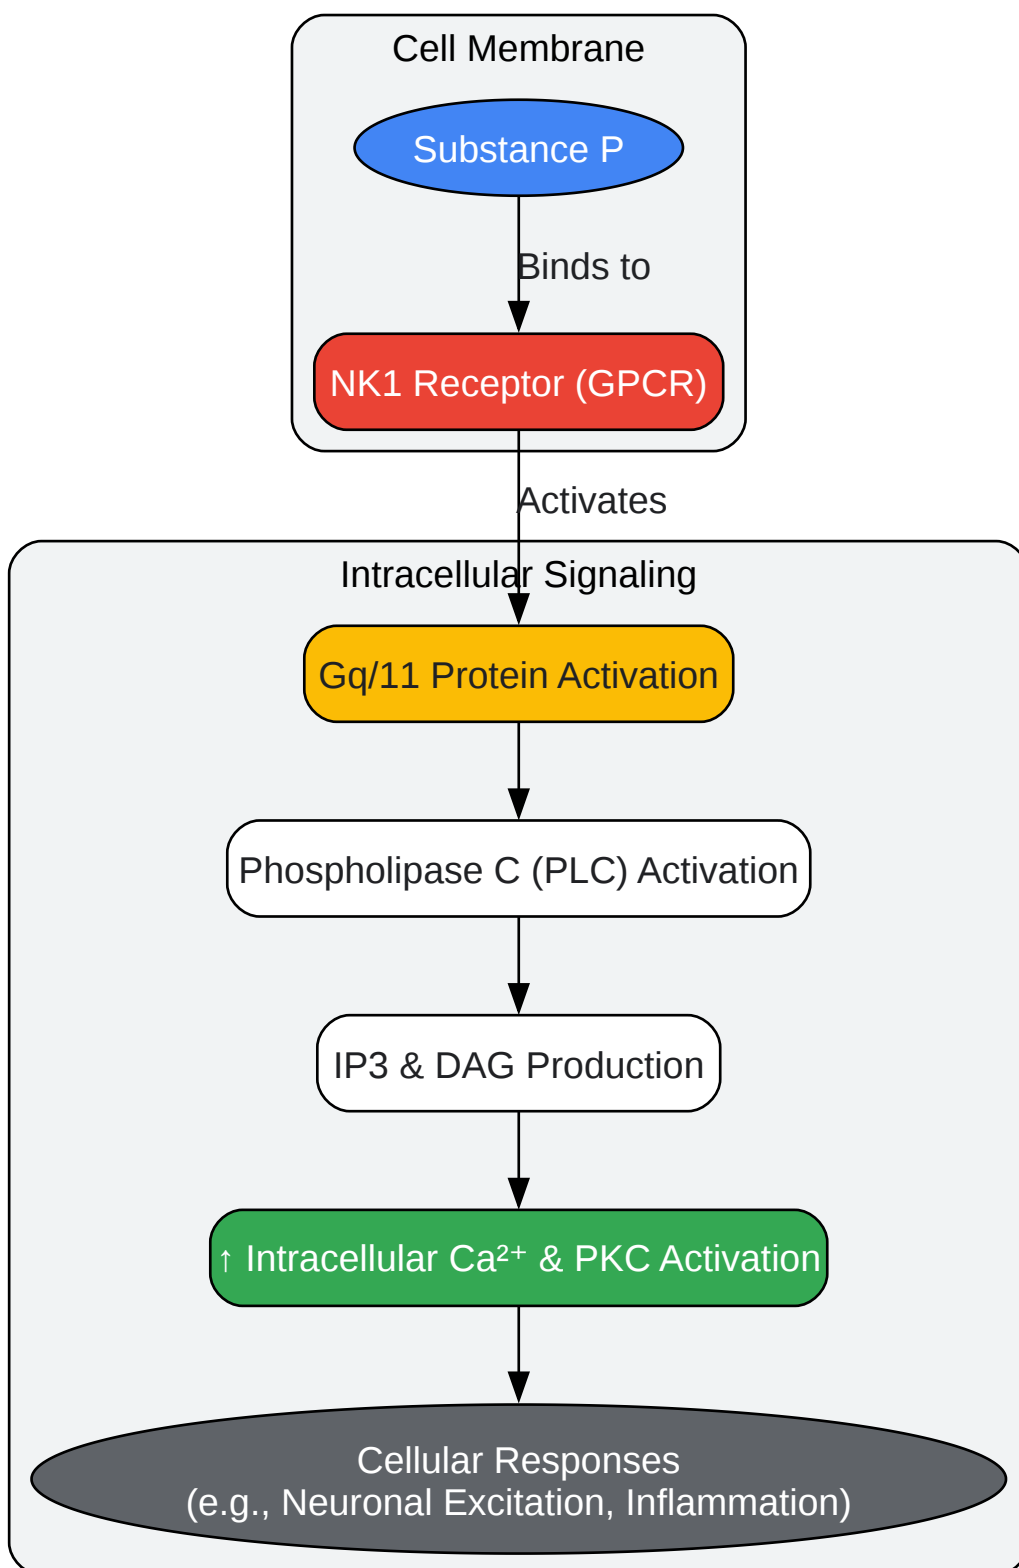 Cell Membrane
Substance P
Binds to
NK1 Receptor (GPCR)
Activates
Intracellular Signaling
Gq/11 Protein Activation
Phospholipase C (PLC) Activation
IP3 & DAG Production
↑ Intracellular Ca²⁺ & PKC Activation
Cellular Responses
(e.g., Neuronal Excitation, Inflammation)